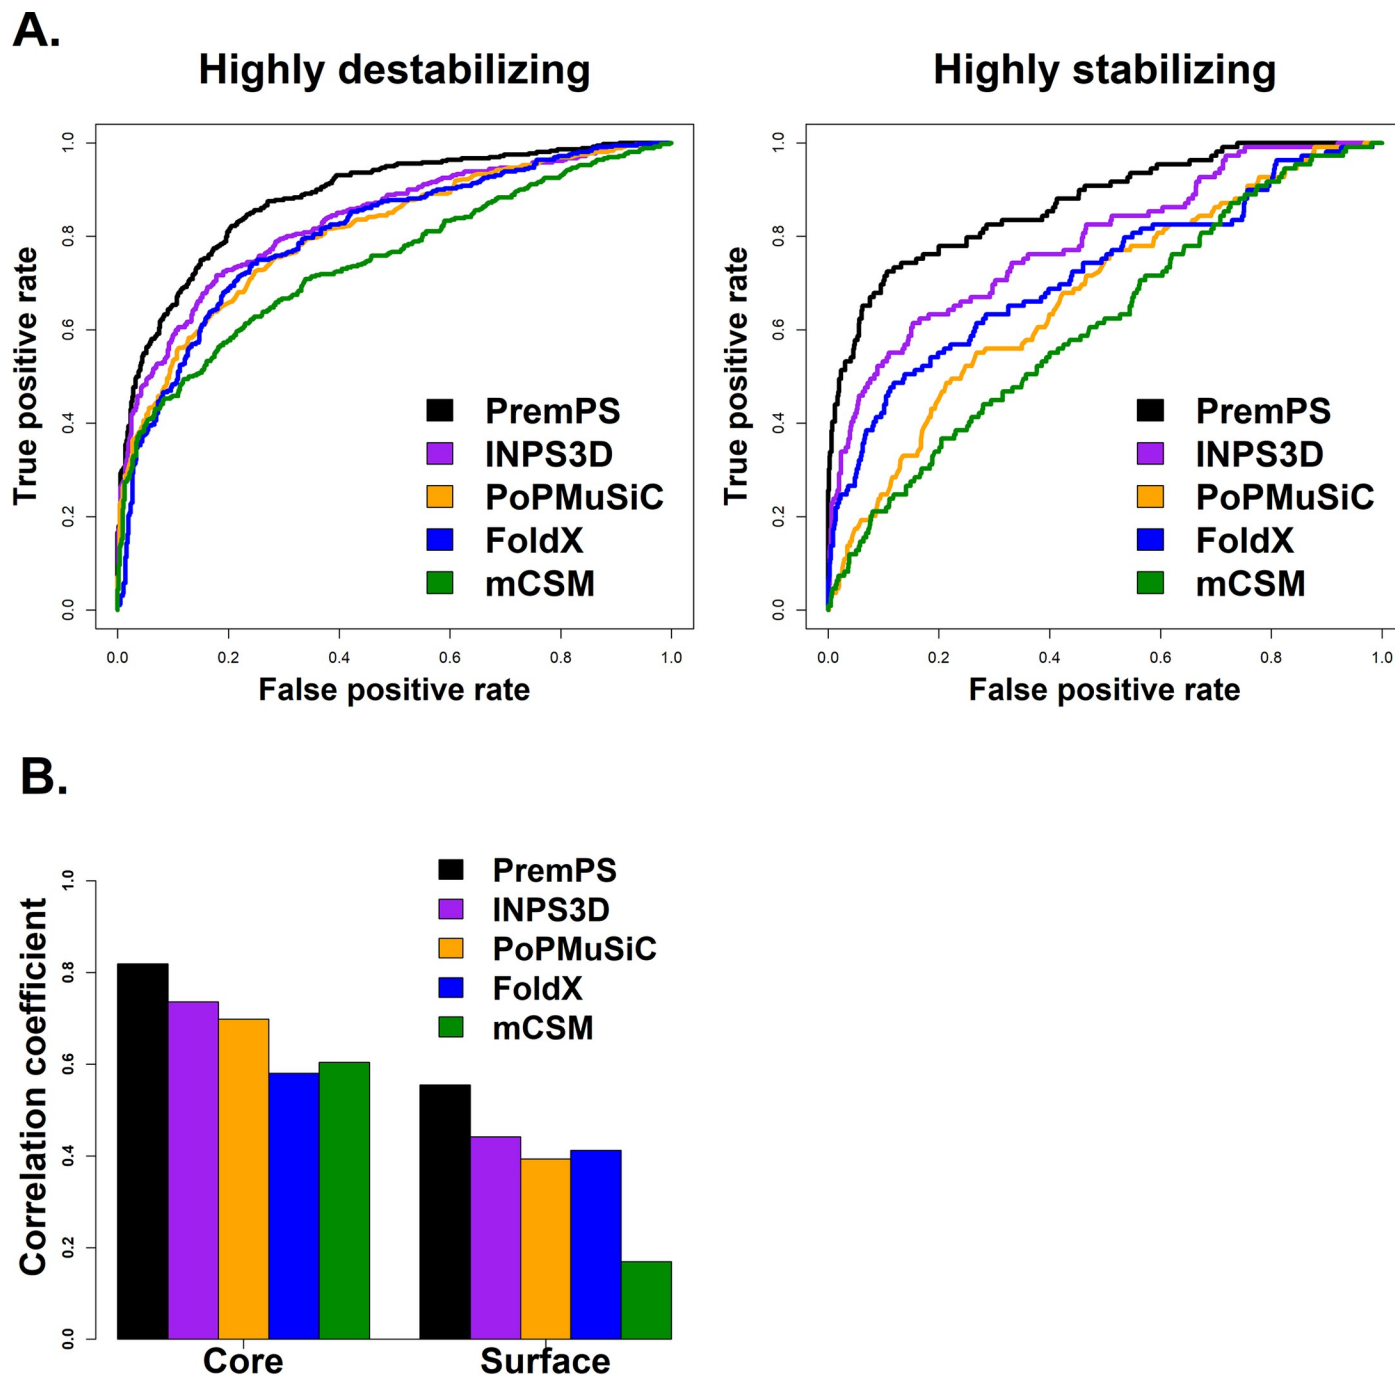 A.
Highly destabilizing
True positive rate
1.0
0.8
0.6
0.4
0.2
0.0
PremPS
INPS3D
PoPMuSiC
FoldX
mCSM
0.0 0.2 0.4 0.6 0.8 1.0
False positive rate
Highly stabilizing
True positive rate
1.0
0.8
0.6
0.4
0.2
0.0
PremPS
INPS3D
PoPMuSiC
FoldX
mCSM
0.0 0.2 0.4 0.6 0.8 1.0
False positive rate
B.
Correlation coefficient
1.0
0.8
0.6
0.4
0.2
0.0
PremPS
INPS3D
PoPMuSiC
FoldX
mCSM
Core Surface